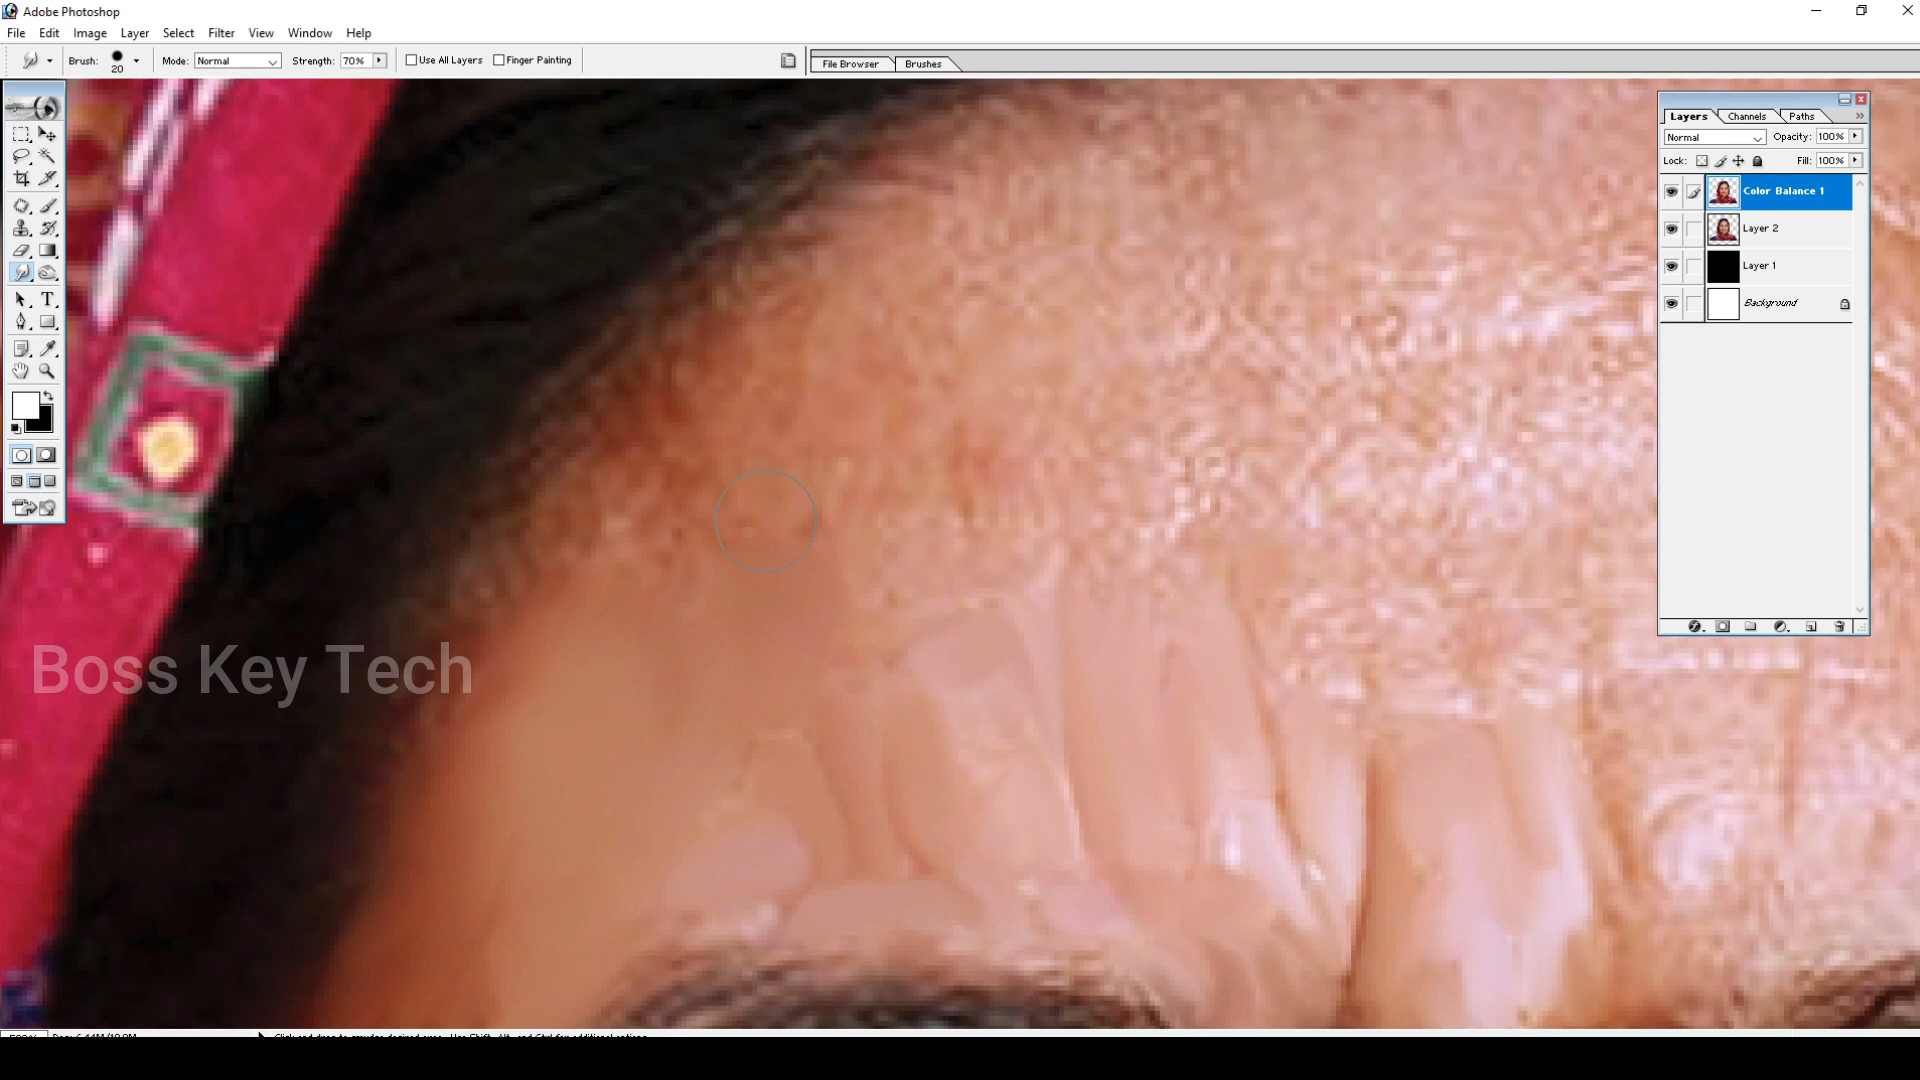 Adobe Photoshop
File Edit Image Layer Select Filter View Window Help
Brush: 20 Mode: Normal Strength: 70% Use All Layers Finger Painting File Browser Brushes
Layers Channels Paths
Normal Opacity: 100%
Lock: Fill: 100%
Color Balance 1
Layer 2
Layer 1
Background
Boss Key Tech